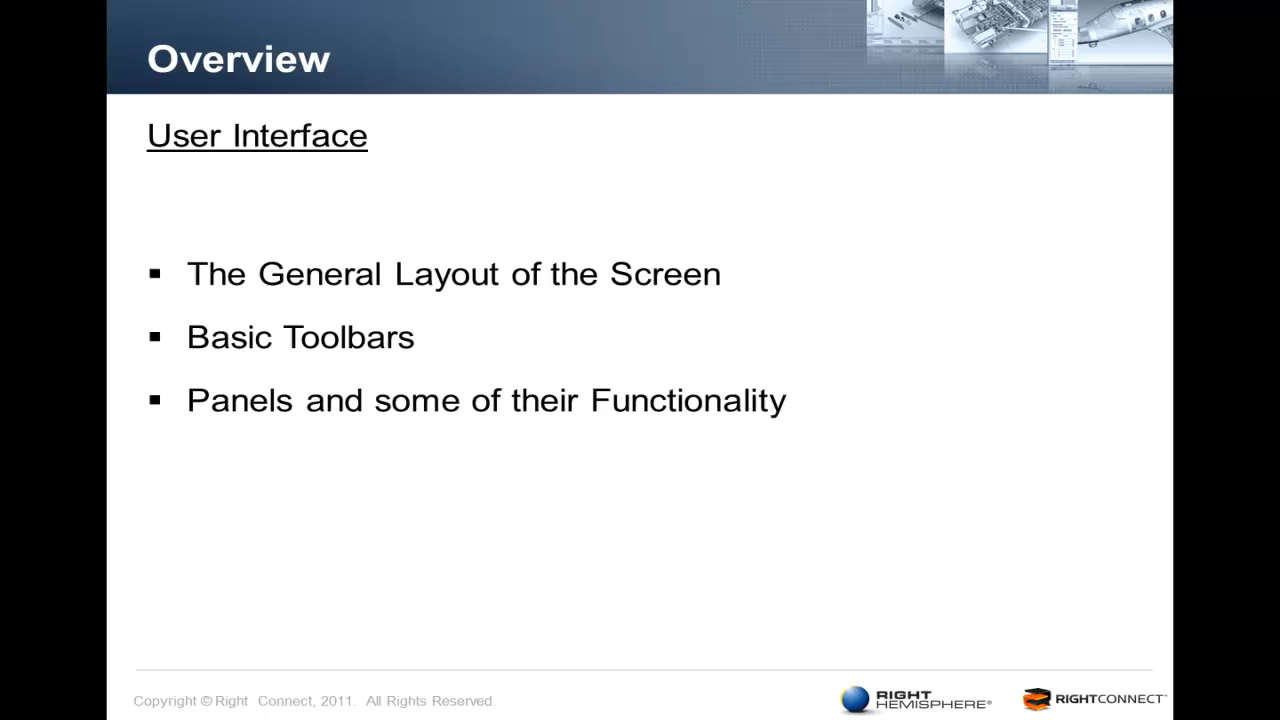 Overview
User Interface
▪ The General Layout of the Screen
▪ Basic Toolbars
▪ Panels and some of their Functionality
Copyright © Right Connect, 2011. All Rights Reserved.
RIGHT
HEMISPHERE®
RIGHTCONNECT™